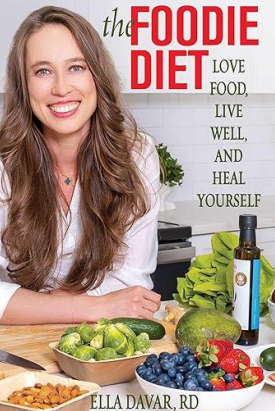 the FOODIE
DIET
LOVE
FOOD,
LIVE
WELL,
AND
HEAL
YOURSELF
ELLA DAVAR, RD